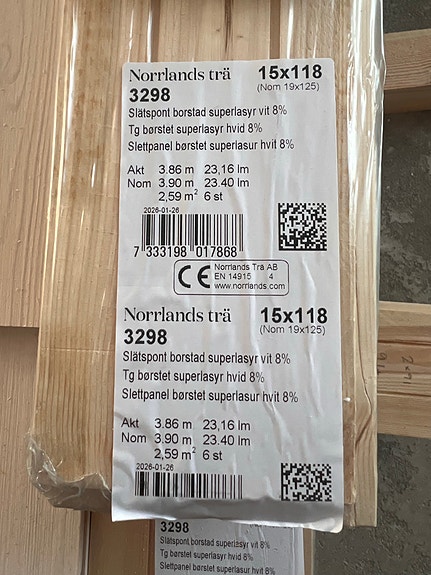 Norrlands trä 15x118
3298 (Nom 19x125)
Slätspont borstad superlasyr vit 8%
Tg børstet superlasyr hvid 8%
Slettpanel børstet superlasur hvit 8%
Akt 3.86 m 23,16 lm
Nom 3.90 m 23.40 lm
2,59 m² 6 st
2026-01-26
7 333198 017868
CE Norrlands Trä AB
EN 14915 4
www.norrlands.com
Norrlands trä 15x118
3298 (Nom 19x125)
Slätspont borstad superlasyr vit 8%
Tg børstet superlasyr hvid 8%
Slettpanel børstet superlasur hvit 8%
Akt 3.86 m 23,16 lm
Nom 3.90 m 23.40 lm
2,59 m² 6 st
2026-01-26
3298
Slätspont borstad superlasyr vit 8%
Tg børstet superlasyr hvid 8%
Slettpanel børstet superlasur hvit 8%